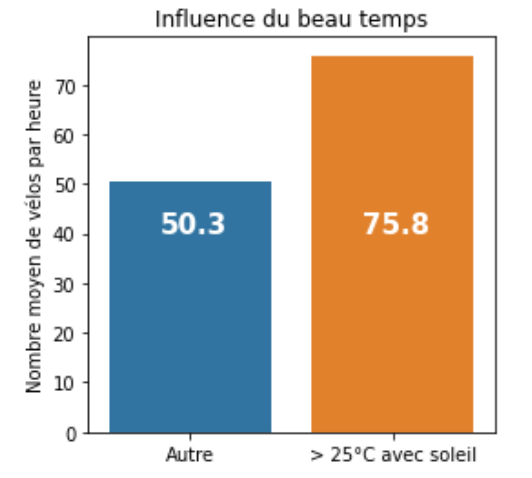 Influence du beau temps
Nombre moyen de vélos par heure
70
60
50
40
30
20
10
0
50.3
75.8
Autre
> 25°C avec soleil